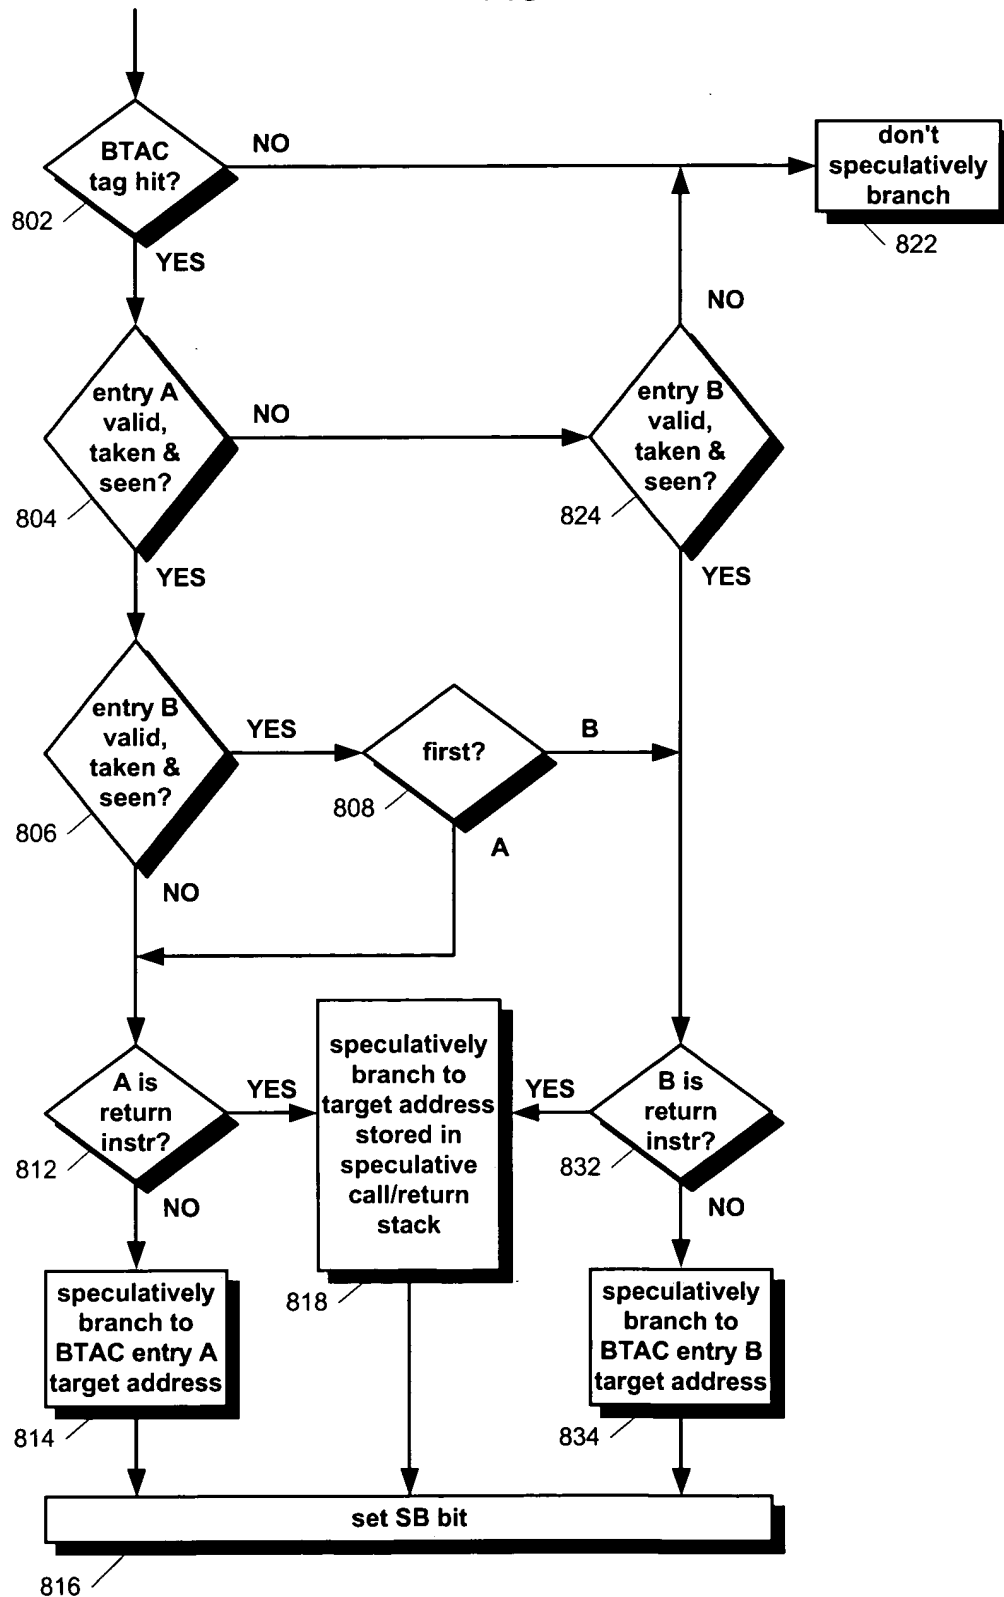 BTAC
tag hit?
NO
802
YES
don't
speculatively
branch
822
entry A
valid,
taken &
seen?
NO
804
YES
NO
entry B
valid,
taken &
seen?
824
YES
entry B
valid,
taken &
seen?
YES
806
NO
first?
B
808
A
A is
return
instr?
YES
812
NO
speculatively
branch to
target address
stored in
speculative
call/return
stack
818
YES
B is
return
instr?
832
NO
speculatively
branch to
BTAC entry A
target address
814
speculatively
branch to
BTAC entry B
target address
834
set SB bit
816